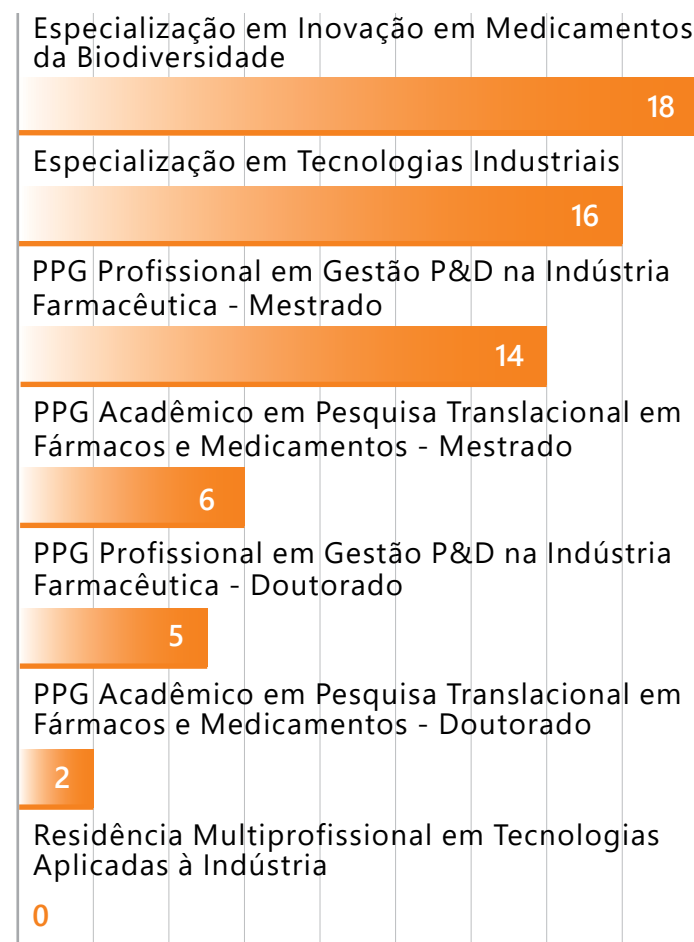 Especialização em Inovação em Medicamentos
da Biodiversidade
18
Especialização em Tecnologias Industriais
16
PPG Profissional em Gestão P&D na Indústria
Farmacêutica - Mestrado
14
PPG Acadêmico em Pesquisa Translacional em
Fármacos e Medicamentos - Mestrado
6
PPG Profissional em Gestão P&D na Indústria
Farmacêutica - Doutorado
5
PPG Acadêmico em Pesquisa Translacional em
Fármacos e Medicamentos - Doutorado
2
Residência Multiprofissional em Tecnologias
Aplicadas à Indústria
0